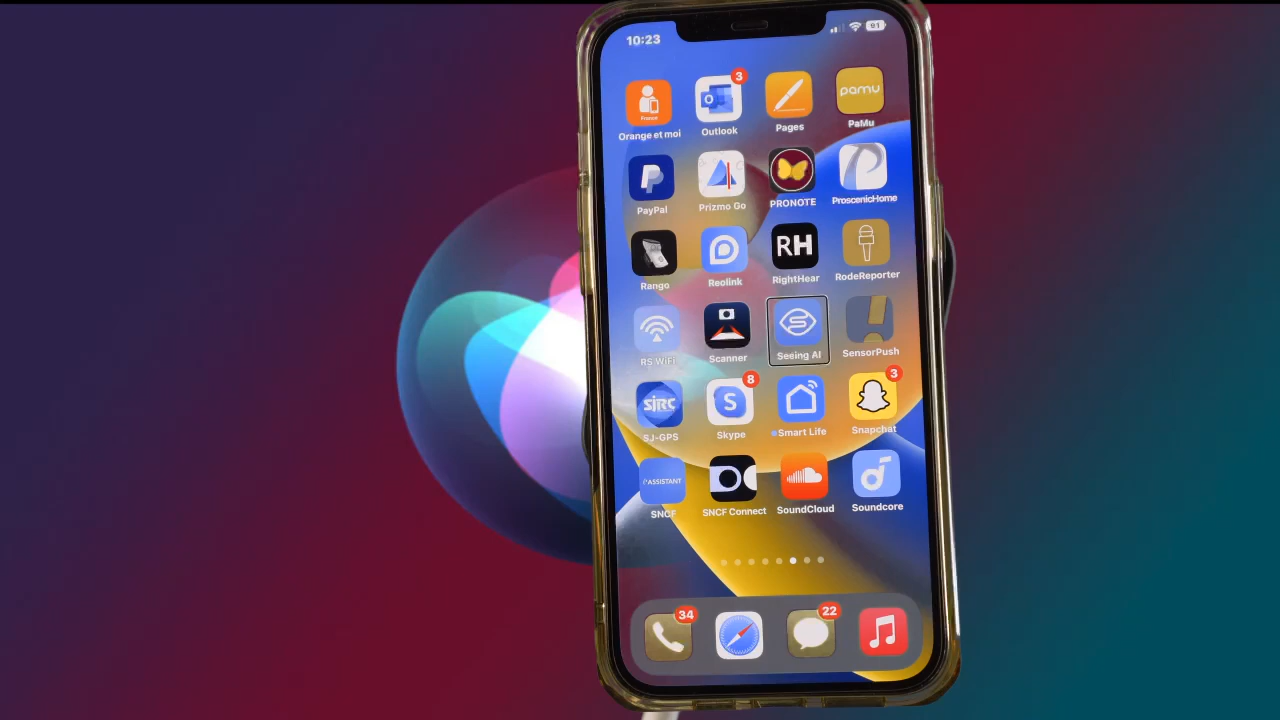 10:23
91
3
France
pamu
Orange et moi
Outlook
Pages
PaMu
PayPal
Prizmo Go
PRONOTE
ProscenicHome
RH
Rango
Reolink
RightHear
RodeReporter
RS WiFi
Scanner
Seeing AI
SensorPush
8
3
SJRC
S
SJ-GPS
Skype
Smart Life
Snapchat
ASSISTANT
SNCF
SNCF Connect
SoundCloud
Soundcore
34
22